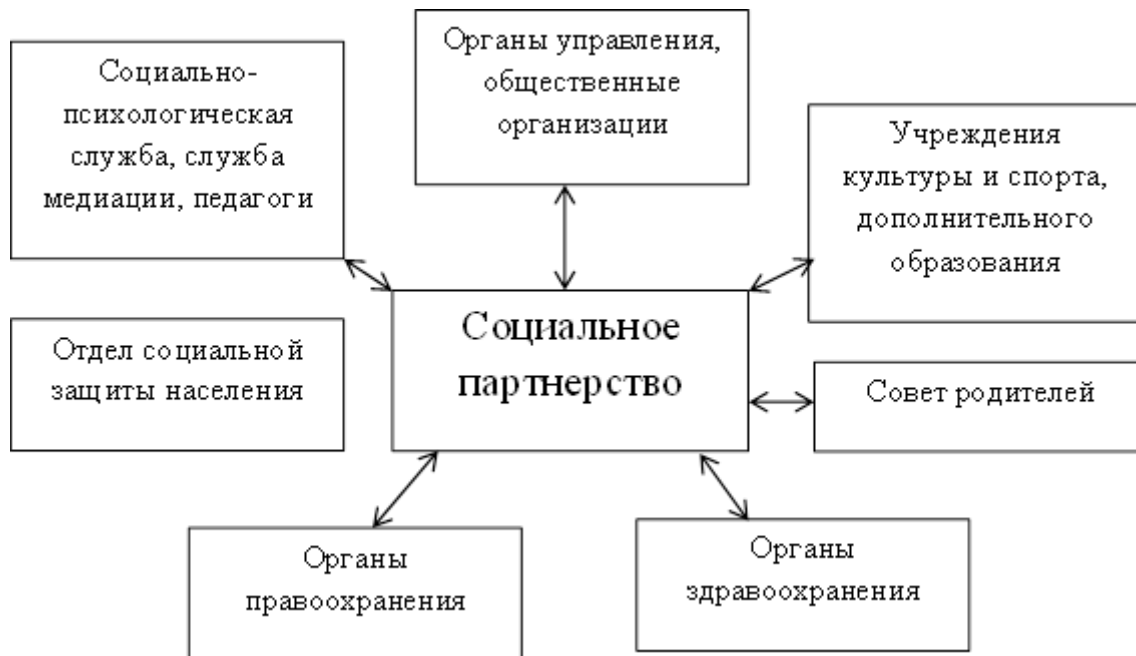 Социально-
психологическая
служба, служба
медиации, педагоги
Органы управления,
общественные
организации
Учреждения
культуры и спорта,
дополнительного
образования
Отдел социальной
защиты населения
Социальное
партнерство
Совет родителей
Органы
правоохранения
Органы
здравоохранения